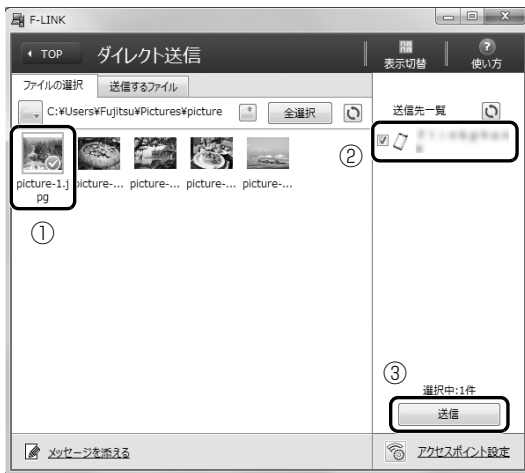 F-LINK
TOP
ダイレクト送信
表示切替
?
使い方
ファイルの選択
送信するファイル
C:¥Users¥Fujitsu¥Pictures¥picture
全選択
送信先一覧
②
picture-1.j
pg
picture-...
picture-...
picture-...
picture-...
①
③
選択中:1件
送信
メッセージを添える
アクセスポイント設定